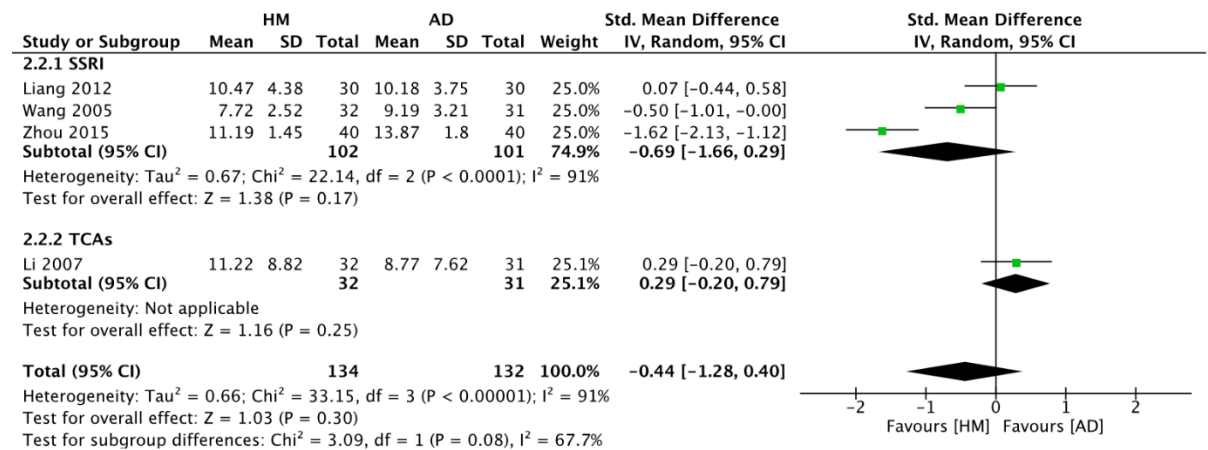 HM AD Std. Mean Difference Std. Mean Difference
Study or Subgroup Mean SD Total Mean SD Total Weight IV, Random, 95% CI IV, Random, 95% CI
2.2.1 SSRI
Liang 2012 10.47 4.38 30 10.18 3.75 30 25.0% 0.07 [-0.44, 0.58]
Wang 2005 7.72 2.52 32 9.19 3.21 31 25.0% -0.50 [-1.01, -0.00]
Zhou 2015 11.19 1.45 40 13.87 1.8 40 25.0% -1.62 [-2.13, -1.12]
Subtotal (95% CI) 102 101 74.9% -0.69 [-1.66, 0.29]
Heterogeneity: Tau² = 0.67; Chi² = 22.14, df = 2 (P < 0.0001); I² = 91%
Test for overall effect: Z = 1.38 (P = 0.17)
2.2.2 TCAs
Li 2007 11.22 8.82 32 8.77 7.62 31 25.1% 0.29 [-0.20, 0.79]
Subtotal (95% CI) 32 31 25.1% 0.29 [-0.20, 0.79]
Heterogeneity: Not applicable
Test for overall effect: Z = 1.16 (P = 0.25)
Total (95% CI) 134 132 100.0% -0.44 [-1.28, 0.40]
Heterogeneity: Tau² = 0.66; Chi² = 33.15, df = 3 (P < 0.00001); I² = 91%
Test for overall effect: Z = 1.03 (P = 0.30)
Test for subgroup differences: Chi² = 3.09, df = 1 (P = 0.08), I² = 67.7%
-2 -1 0 1 2
Favours [HM] Favours [AD]